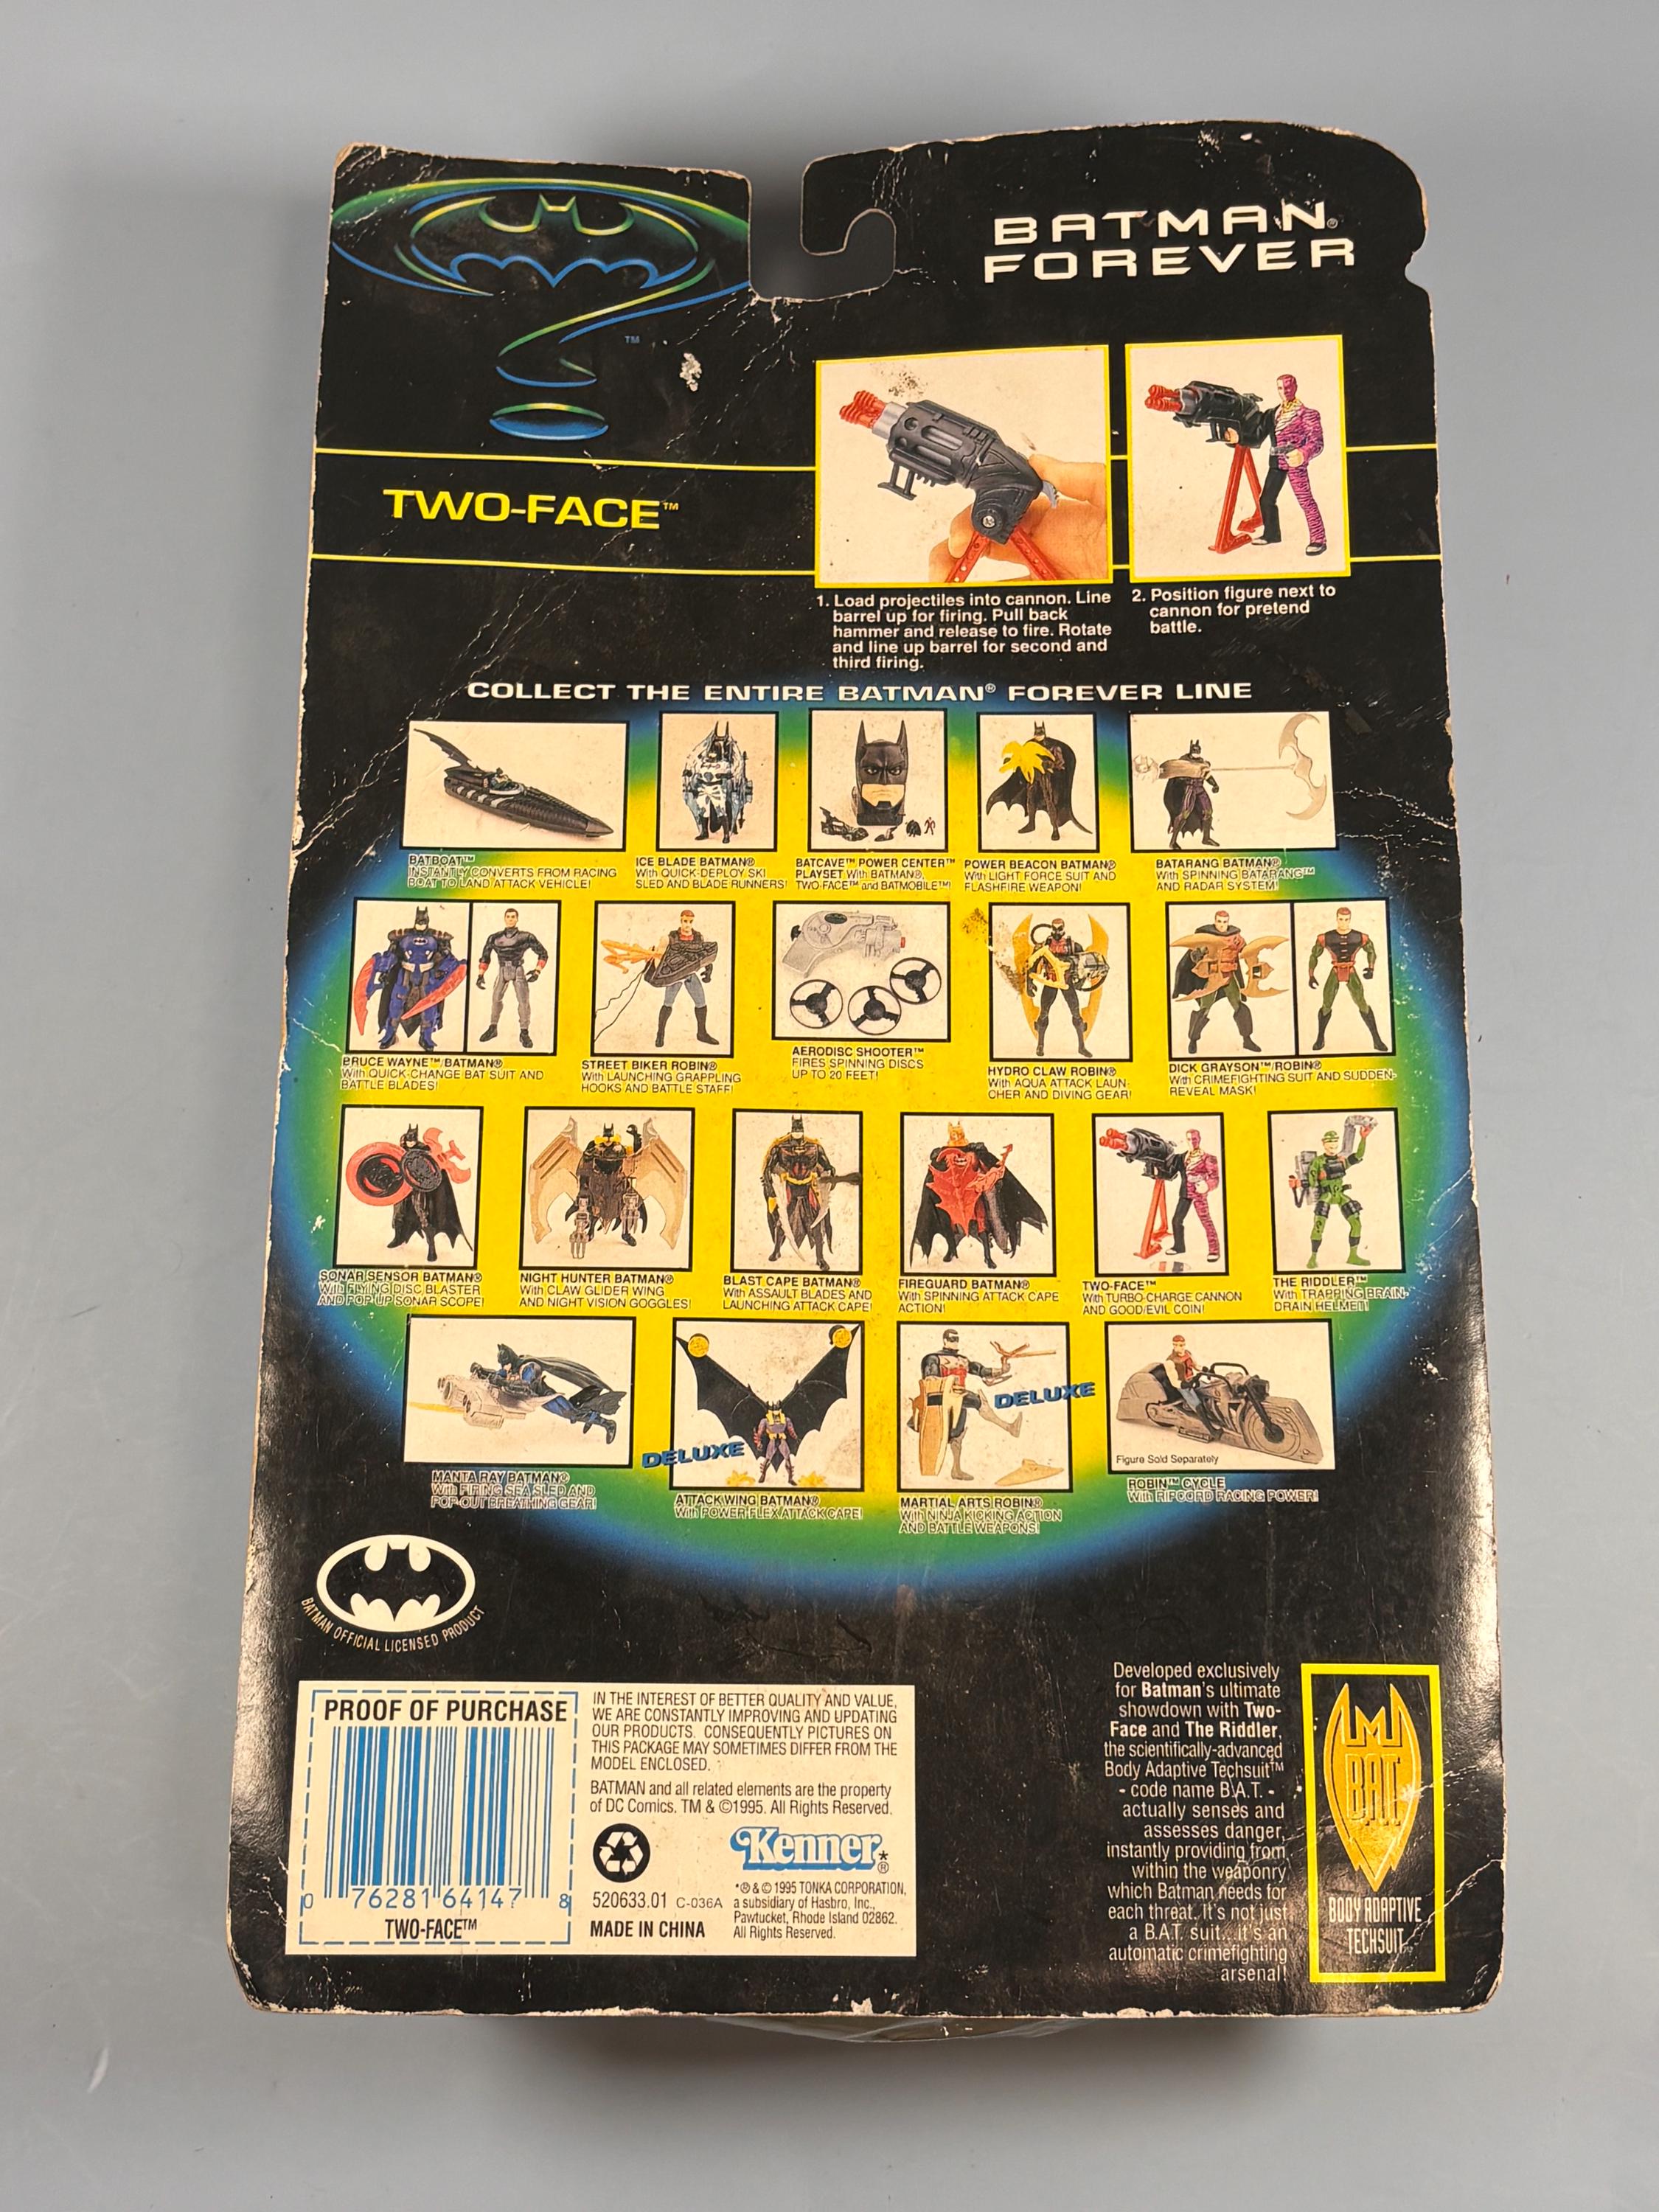 BATMAN®
FOREVER
TM
TWO-FACE™
1. Load projectiles into cannon. Line
barrel up for firing. Pull back
hammer and release to fire. Rotate
and line up barrel for second and
third firing.
2. Position figure next to
cannon for pretend
battle.
COLLECT THE ENTIRE BATMAN® FOREVER LINE
BATBOAT™
INSTANTLY CONVERTS FROM RACING
BOAT TO LAND ATTACK VEHICLE!
ICE BLADE BATMAN®
With QUICK-DEPLOY SKI
SLED AND BLADE RUNNERS!
BATCAVE™ POWER CENTER™
PLAYSET With BATMAN®,
TWO-FACE™ and BATMOBILE™!
POWER BEACON BATMAN®
With LIGHT FORCE SUIT AND
FLASHFIRE WEAPON!
BATARANG BATMAN®
With SPINNING BATARANG™
AND RADAR SYSTEM!
BRUCE WAYNE™/BATMAN®
With QUICK-CHANGE BAT SUIT AND
BATTLE BLADES!
STREET BIKER ROBIN®
With LAUNCHING GRAPPLING
HOOKS AND BATTLE STAFF!
AERODISC SHOOTER™
FIRES SPINNING DISCS
UP TO 20 FEET!
HYDRO CLAW ROBIN®
With AQUA ATTACK LAUN-
CHER AND DIVING GEAR!
DICK GRAYSON™/ROBIN®
With CRIMEFIGHTING SUIT AND SUDDEN-
REVEAL MASK!
SONAR SENSOR BATMAN®
With FLYING DISC BLASTER
AND POP-UP SONAR SCOPE!
NIGHT HUNTER BATMAN®
With CLAW GLIDER WING
AND NIGHT VISION GOGGLES!
BLAST CAPE BATMAN®
With ASSAULT BLADES AND
LAUNCHING ATTACK CAPE!
FIREGUARD BATMAN®
With SPINNING ATTACK CAPE
ACTION!
TWO-FACE™
With TURBO-CHARGE CANNON
AND GOOD/EVIL COIN!
THE RIDDLER™
With TRAPPING BRAIN-
DRAIN HELMET!
MANTA RAY BATMAN®
With FIRING SEA SLED AND
POP-OUT BREATHING GEAR!
DELUXE
ATTACK WING BATMAN®
With POWER FLEX ATTACK CAPE!
DELUXE
MARTIAL ARTS ROBIN®
With NINJA KICKING ACTION
AND BATTLE WEAPONS!
Figure Sold Separately
ROBIN™ CYCLE
With RIPCORD RACING POWER!
BATMAN OFFICIAL LICENSED PRODUCT
PROOF OF PURCHASE
0 76281 64147 8
TWO-FACE™
IN THE INTEREST OF BETTER QUALITY AND VALUE,
WE ARE CONSTANTLY IMPROVING AND UPDATING
OUR PRODUCTS. CONSEQUENTLY PICTURES ON
THIS PACKAGE MAY SOMETIMES DIFFER FROM THE
MODEL ENCLOSED.
BATMAN and all related elements are the property
of DC Comics. TM & ©1995. All Rights Reserved.
Kenner®*
520633.01 C-036A
MADE IN CHINA
*® & © 1995 TONKA CORPORATION,
a subsidiary of Hasbro, Inc.,
Pawtucket, Rhode Island 02862.
All Rights Reserved.
Developed exclusively
for Batman's ultimate
showdown with Two-
Face and The Riddler,
the scientifically-advanced
Body Adaptive Techsuit™
- code name B.A.T. -
actually senses and
assesses danger,
instantly providing from
within the weaponry
which Batman needs for
each threat. It's not just
a B.A.T. suit...it's an
automatic crimefighting
arsenal!
BAT
BODY ADAPTIVE
TECHSUIT™